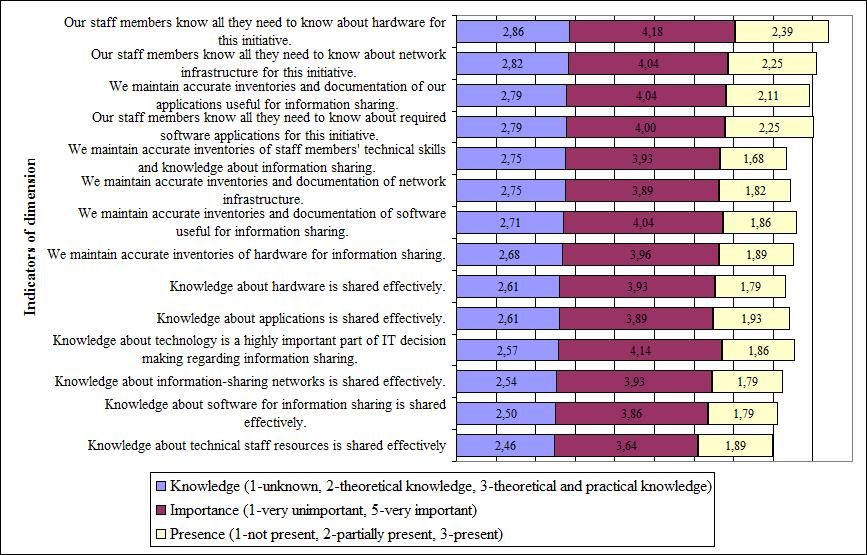 Our staff members know all they need to know about hardware for
this initiative.
2,86 4,18 2,39
Our staff members know all they need to know about network
infrastructure for this initiative.
2,82 4,04 2,25
We maintain accurate inventories and documentation of our
applications useful for information sharing.
2,79 4,04 2,11
Our staff members know all they need to know about required
software applications for this initiative.
2,79 4,00 2,25
We maintain accurate inventories of staff members' technical skills
and knowledge about information sharing.
2,75 3,93 1,68
We maintain accurate inventories and documentation of network
infrastructure.
2,75 3,89 1,82
We maintain accurate inventories and documentation of software
useful for information sharing.
2,71 4,04 1,86
We maintain accurate inventories of hardware for information sharing.
2,68 3,96 1,89
Knowledge about hardware is shared effectively.
2,61 3,93 1,79
Knowledge about applications is shared effectively.
2,61 3,89 1,93
Knowledge about technology is a highly important part of IT decision
making regarding information sharing.
2,57 4,14 1,86
Knowledge about information-sharing networks is shared effectively.
2,54 3,93 1,79
Knowledge about software for information sharing is shared
effectively.
2,50 3,86 1,79
Knowledge about technical staff resources is shared effectively
2,46 3,64 1,89
Indicators of dimension
Knowledge (1-unknown, 2-theoretical knowledge, 3-theoretical and practical knowledge)
Importance (1-very unimportant, 5-very important)
Presence (1-not present, 2-partially present, 3-present)